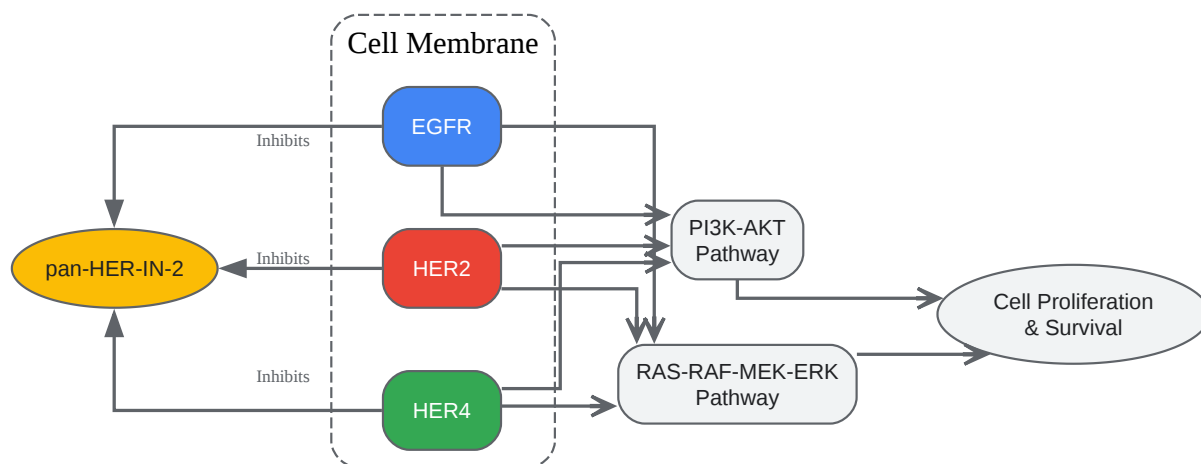 Cell Membrane
EGFR
Inhibits
PI3K-AKT
Pathway
pan-HER-IN-2
Inhibits
HER2
Cell Proliferation
& Survival
Inhibits
RAS-RAF-MEK-ERK
Pathway
HER4